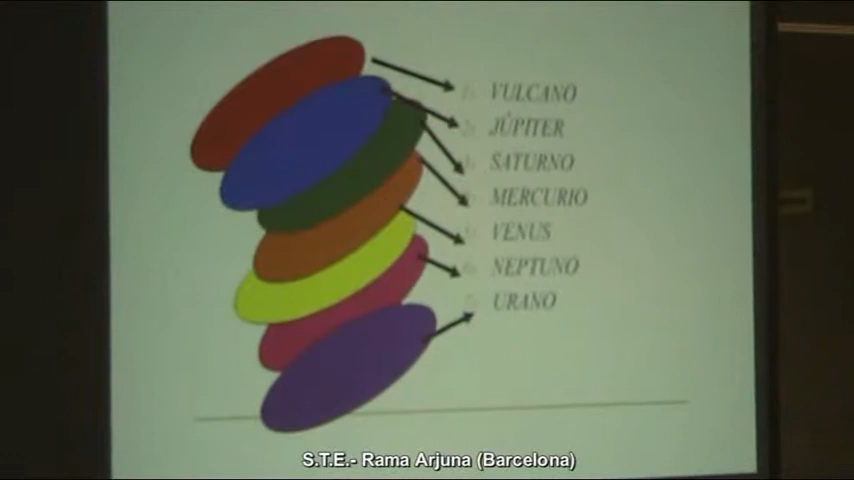 VULCANO
JÚPITER
SATURNO
MERCURIO
VENUS
NEPTUNO
URANO
S.T.E.- Rama Arjuna (Barcelona)